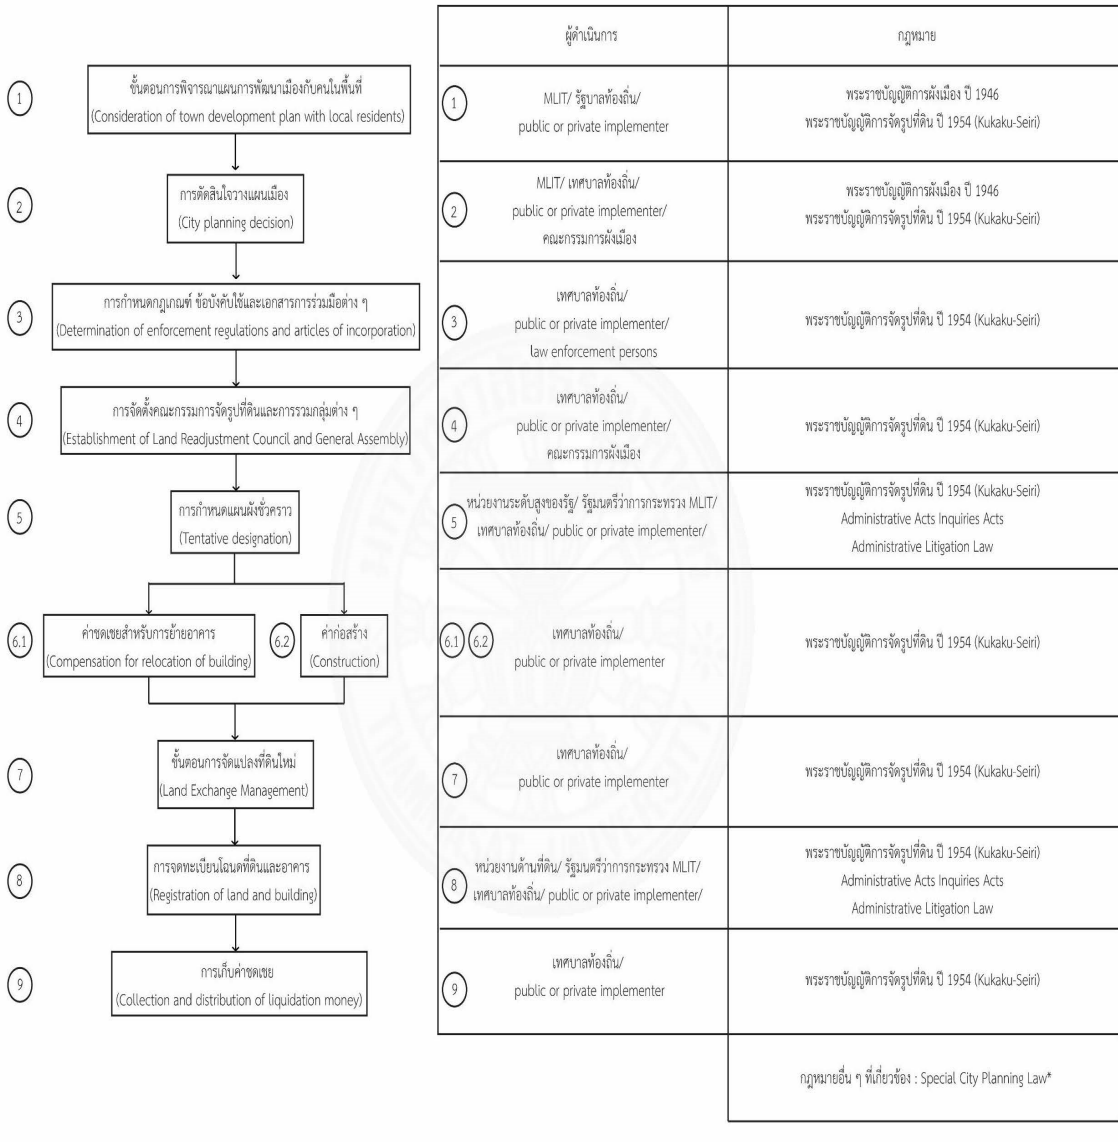 ผู้ดำเนินการ
กฎหมาย
1
ขั้นตอนการพิจารณาแผนการพัฒนาเมืองกับคนในพื้นที่
(Consideration of town development plan with local residents)
1
MLIT/ รัฐบาลท้องถิ่น/
public or private implementer
พระราชบัญญัติการผังเมือง ปี 1946
พระราชบัญญัติการจัดรูปที่ดิน ปี 1954 (Kukaku-Seiri)
2
การตัดสินใจวางแผนเมือง
(City planning decision)
2
MLIT/ เทศบาลท้องถิ่น/
public or private implementer/
คณะกรรมการผังเมือง
พระราชบัญญัติการผังเมือง ปี 1946
พระราชบัญญัติการจัดรูปที่ดิน ปี 1954 (Kukaku-Seiri)
3
การกำหนดกฎเกณฑ์ ข้อบังคับใช้และเอกสารการร่วมมือต่าง ๆ
(Determination of enforcement regulations and articles of incorporation)
3
เทศบาลท้องถิ่น/
public or private implementer/
law enforcement persons
พระราชบัญญัติการจัดรูปที่ดิน ปี 1954 (Kukaku-Seiri)
4
การจัดตั้งคณะกรรมการจัดรูปที่ดินและการรวมกลุ่มต่าง ๆ
(Establishment of Land Readjustment Council and General Assembly)
4
เทศบาลท้องถิ่น/
public or private implementer/
คณะกรรมการผังเมือง
พระราชบัญญัติการจัดรูปที่ดิน ปี 1954 (Kukaku-Seiri)
5
การกำหนดแผนผังชั่วคราว
(Tentative designation)
5
หน่วยงานระดับสูงของรัฐ/ รัฐมนตรีว่าการกระทรวง MLIT/
เทศบาลท้องถิ่น/ public or private implementer/
พระราชบัญญัติการจัดรูปที่ดิน ปี 1954 (Kukaku-Seiri)
Administrative Acts Inquiries Acts
Administrative Litigation Law
6.1
ค่าชดเชยสำหรับการย้ายอาคาร
(Compensation for relocation of building)
6.2
ค่าก่อสร้าง
(Construction)
6.1 6.2
เทศบาลท้องถิ่น/
public or private implementer
พระราชบัญญัติการจัดรูปที่ดิน ปี 1954 (Kukaku-Seiri)
7
ขั้นตอนการจัดแปลงที่ดินใหม่
(Land Exchange Management)
7
เทศบาลท้องถิ่น/
public or private implementer
พระราชบัญญัติการจัดรูปที่ดิน ปี 1954 (Kukaku-Seiri)
8
การจดทะเบียนโฉนดที่ดินและอาคาร
(Registration of land and building)
8
หน่วยงานด้านที่ดิน/ รัฐมนตรีว่าการกระทรวง MLIT/
เทศบาลท้องถิ่น/ public or private implementer/
พระราชบัญญัติการจัดรูปที่ดิน ปี 1954 (Kukaku-Seiri)
Administrative Acts Inquiries Acts
Administrative Litigation Law
9
การเก็บค่าชดเชย
(Collection and distribution of liquidation money)
9
เทศบาลท้องถิ่น/
public or private implementer
พระราชบัญญัติการจัดรูปที่ดิน ปี 1954 (Kukaku-Seiri)
กฎหมายอื่น ๆ ที่เกี่ยวข้อง : Special City Planning Law*